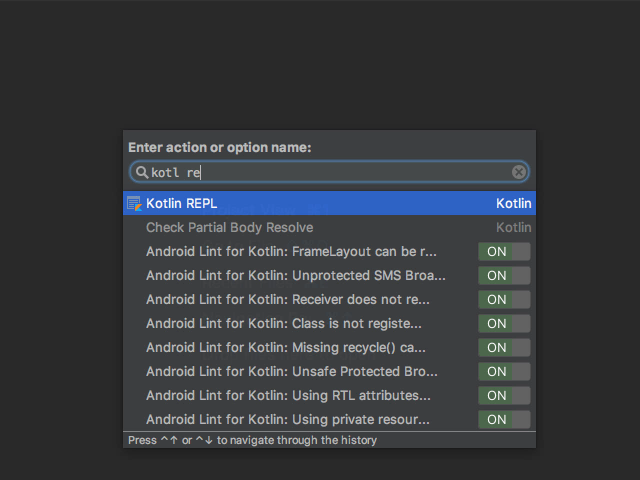 Enter action or option name:
kotl re
Kotlin REPL Kotlin
Check Partial Body Resolve Kotlin
Android Lint for Kotlin: FrameLayout can be r... ON
Android Lint for Kotlin: Unprotected SMS Broa... ON
Android Lint for Kotlin: Receiver does not re... ON
Android Lint for Kotlin: Class is not registe... ON
Android Lint for Kotlin: Missing recycle() ca... ON
Android Lint for Kotlin: Unsafe Protected Bro... ON
Android Lint for Kotlin: Using RTL attributes... ON
Android Lint for Kotlin: Using private resour... ON
Press ⌃↑ or ⌃↓ to navigate through the history